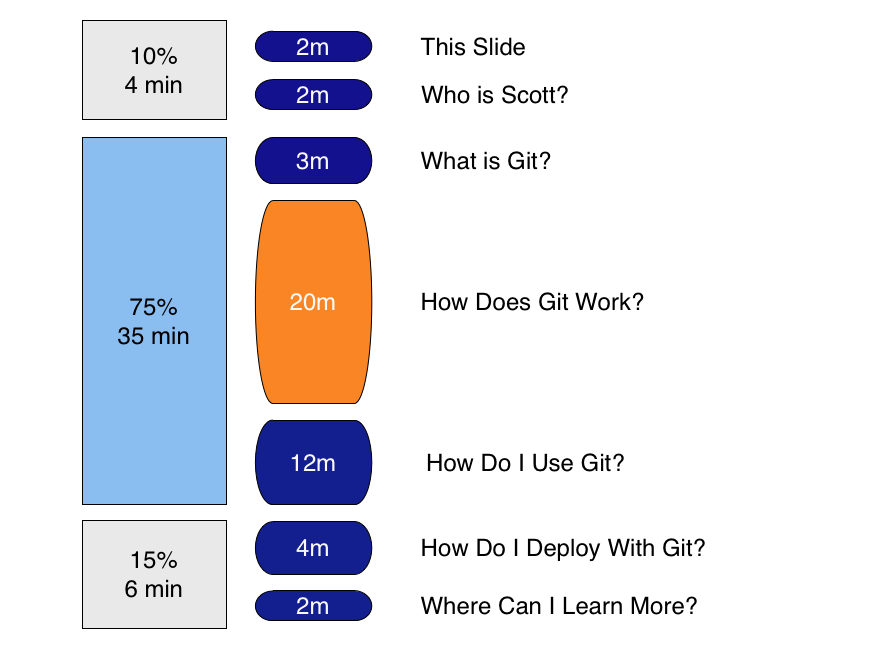 10%
4 min
2m
This Slide
2m
Who is Scott?
75%
35 min
3m
What is Git?
20m
How Does Git Work?
12m
How Do I Use Git?
15%
6 min
4m
How Do I Deploy With Git?
2m
Where Can I Learn More?